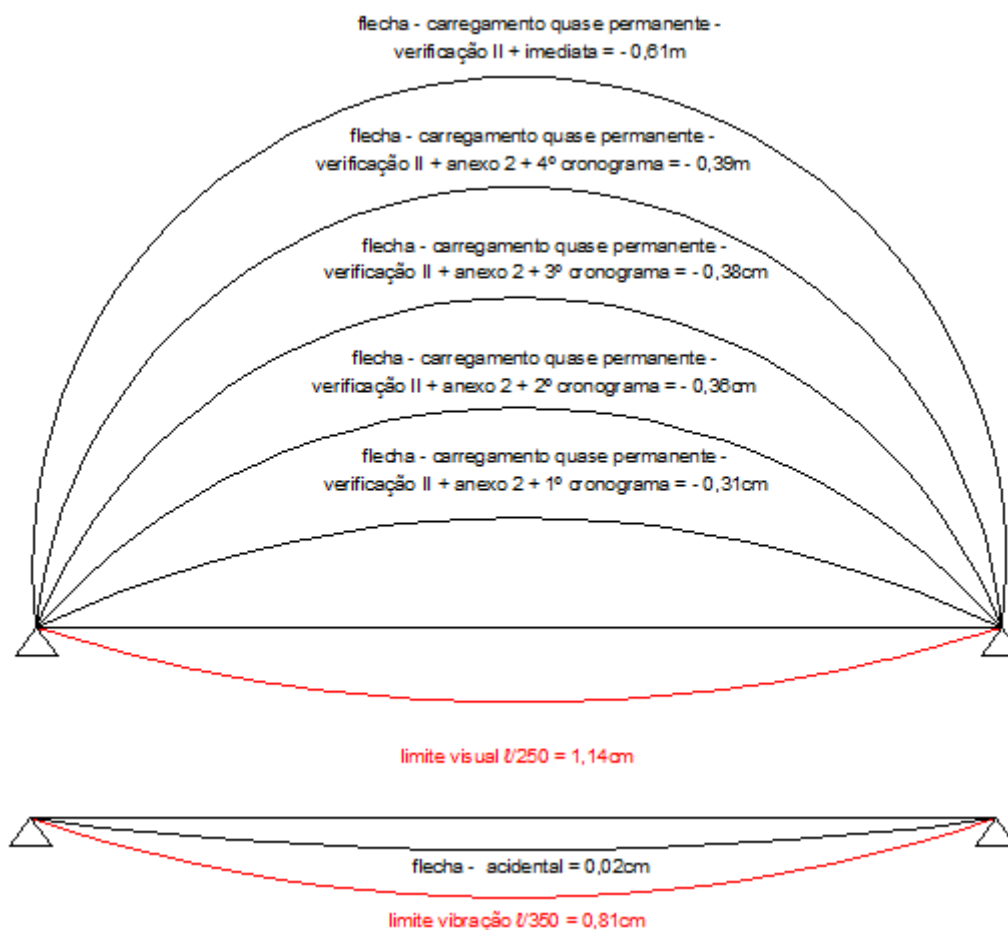 flecha - carregamento quase permanente -
verificação II + imediata = - 0,61m
flecha - carregamento quase permanente -
verificação II + anexo 2 + 4º cronograma = - 0,39m
flecha - carregamento quase permanente -
verificação II + anexo 2 + 3º cronograma = - 0,38cm
flecha - carregamento quase permanente -
verificação II + anexo 2 + 2º cronograma = - 0,36cm
flecha - carregamento quase permanente -
verificação II + anexo 2 + 1º cronograma = - 0,31cm
limite visual ℓ/250 = 1,14cm
flecha - acidental = 0,02cm
limite vibração ℓ/350 = 0,81cm